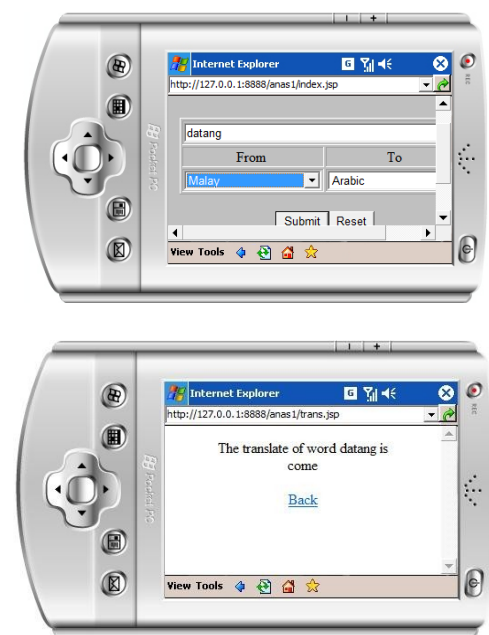 - +
Internet Explorer
G
http://127.0.0.1:8888/anas1/index.jsp
datang
From To
Malay Arabic
Submit Reset
View Tools
Pocket PC
- +
Internet Explorer
G
http://127.0.0.1:8888/anas1/trans.jsp
The translate of word datang is
come
Back
View Tools
Pocket PC